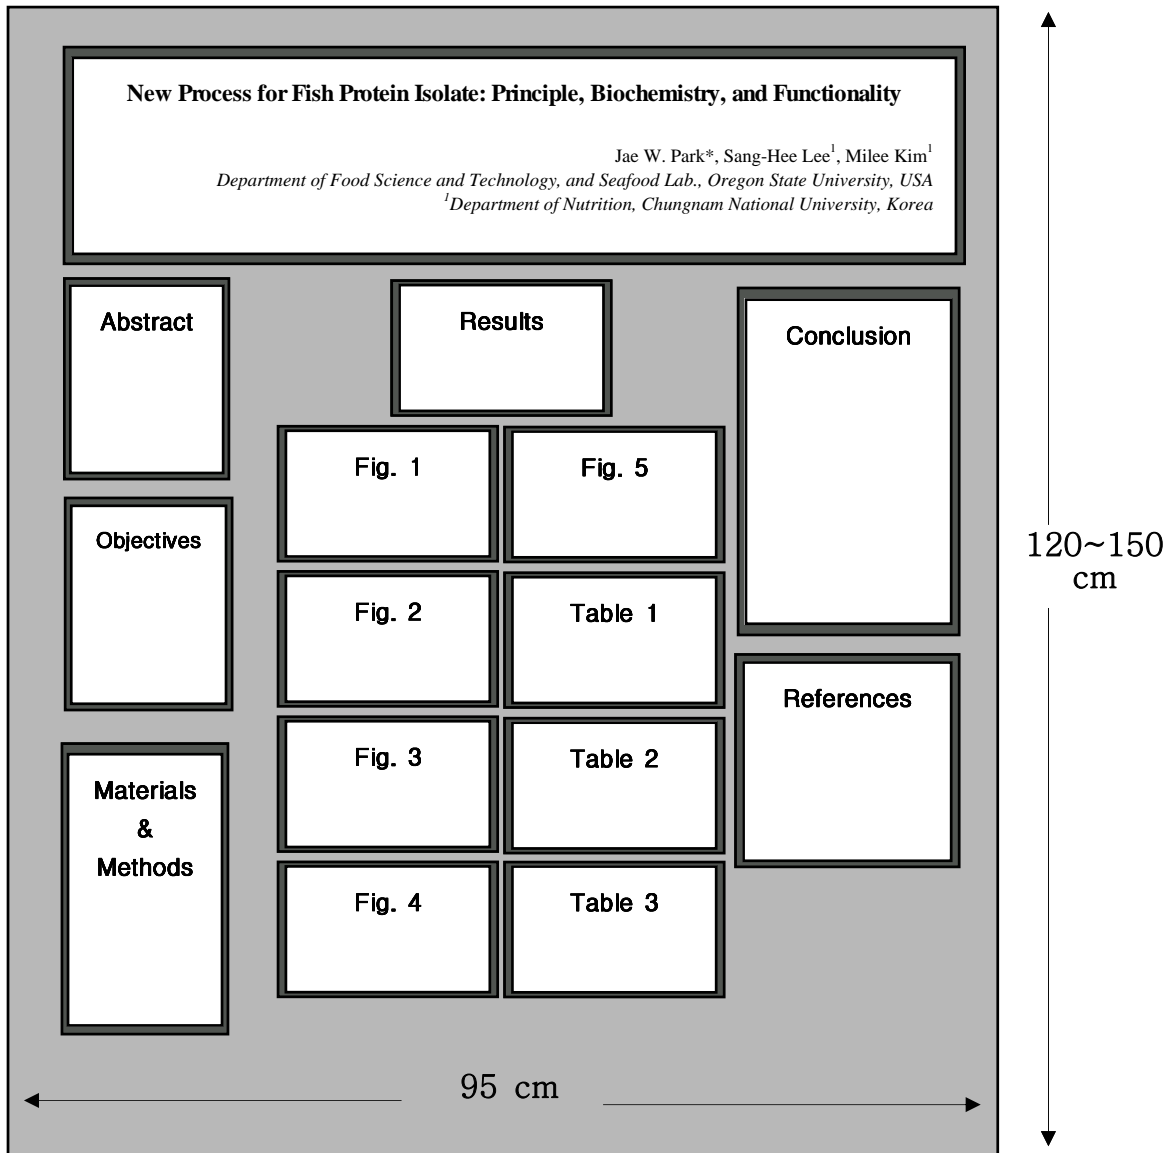 New Process for Fish Protein Isolate: Principle, Biochemistry, and Functionality
Jae W. Park*, Sang-Hee Lee1, Milee Kim1
Department of Food Science and Technology, and Seafood Lab., Oregon State University, USA
1Department of Nutrition, Chungnam National University, Korea
Abstract
Objectives
Materials
&
Methods
Results
Fig. 1
Fig. 2
Fig. 3
Fig. 4
Fig. 5
Table 1
Table 2
Table 3
Conclusion
References
95 cm
120~150
cm